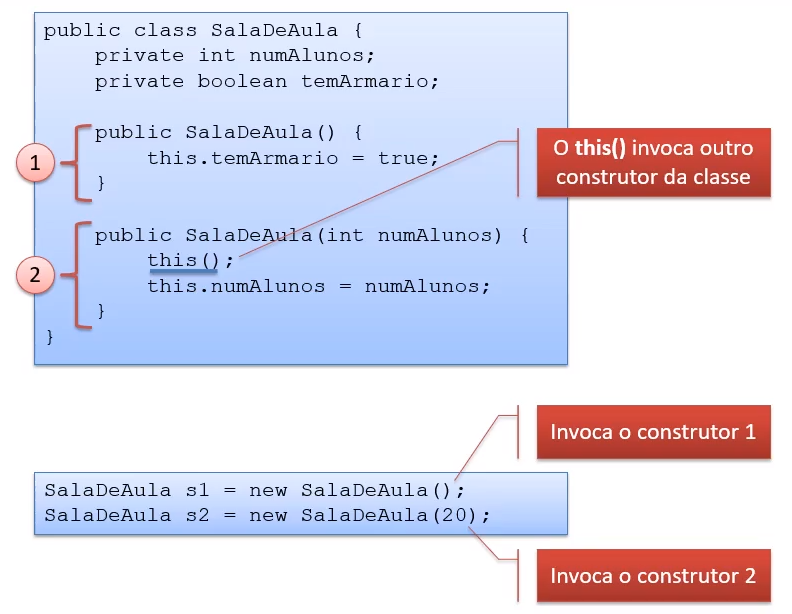 public class SalaDeAula {
    private int numAlunos;
    private boolean temArmario;
    public SalaDeAula() {
        this.temArmario = true;
    }
1
O this() invoca outro
construtor da classe
    public SalaDeAula(int numAlunos) {
        this();
        this.numAlunos = numAlunos;
    }
2
}
Invoca o construtor 1
SalaDeAula s1 = new SalaDeAula();
SalaDeAula s2 = new SalaDeAula(20);
Invoca o construtor 2